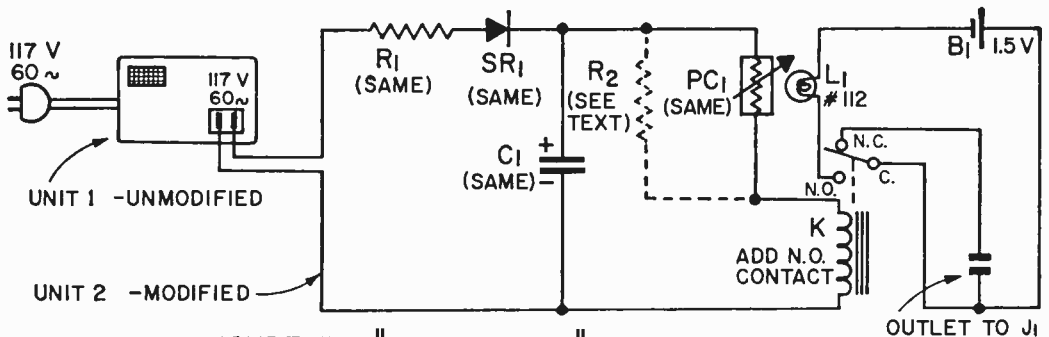 117 V
60~
117 V
60~
UNIT 1 -UNMODIFIED
UNIT 2 -MODIFIED
R1
(SAME)
SR1
(SAME)
C1
(SAME)
+
–
R2
(SEE
TEXT)
PC1
(SAME)
L1
#112
B1
1.5 V
N.C.
C.
N.O.
K
ADD N.O.
CONTACT
OUTLET TO J1